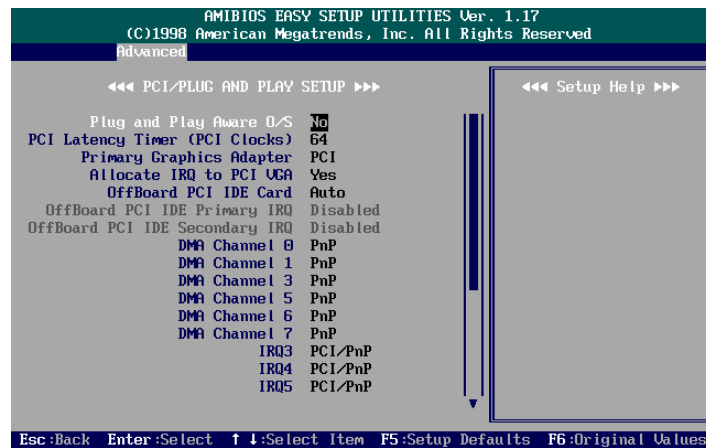 AMIBIOS EASY SETUP UTILITIES Ver. 1.17
(C)1998 American Megatrends, Inc. All Rights Reserved
Advanced
◄◄◄ PCI/PLUG AND PLAY SETUP ►►►
◄◄◄ Setup Help ►►►
Plug and Play Aware O/S No
PCI Latency Timer (PCI Clocks) 64
Primary Graphics Adapter PCI
Allocate IRQ to PCI VGA Yes
OffBoard PCI IDE Card Auto
OffBoard PCI IDE Primary IRQ Disabled
OffBoard PCI IDE Secondary IRQ Disabled
DMA Channel 0 PnP
DMA Channel 1 PnP
DMA Channel 3 PnP
DMA Channel 5 PnP
DMA Channel 6 PnP
DMA Channel 7 PnP
IRQ3 PCI/PnP
IRQ4 PCI/PnP
IRQ5 PCI/PnP
Esc:Back Enter:Select ↑ ↓:Select Item F5:Setup Defaults F6:Original Values